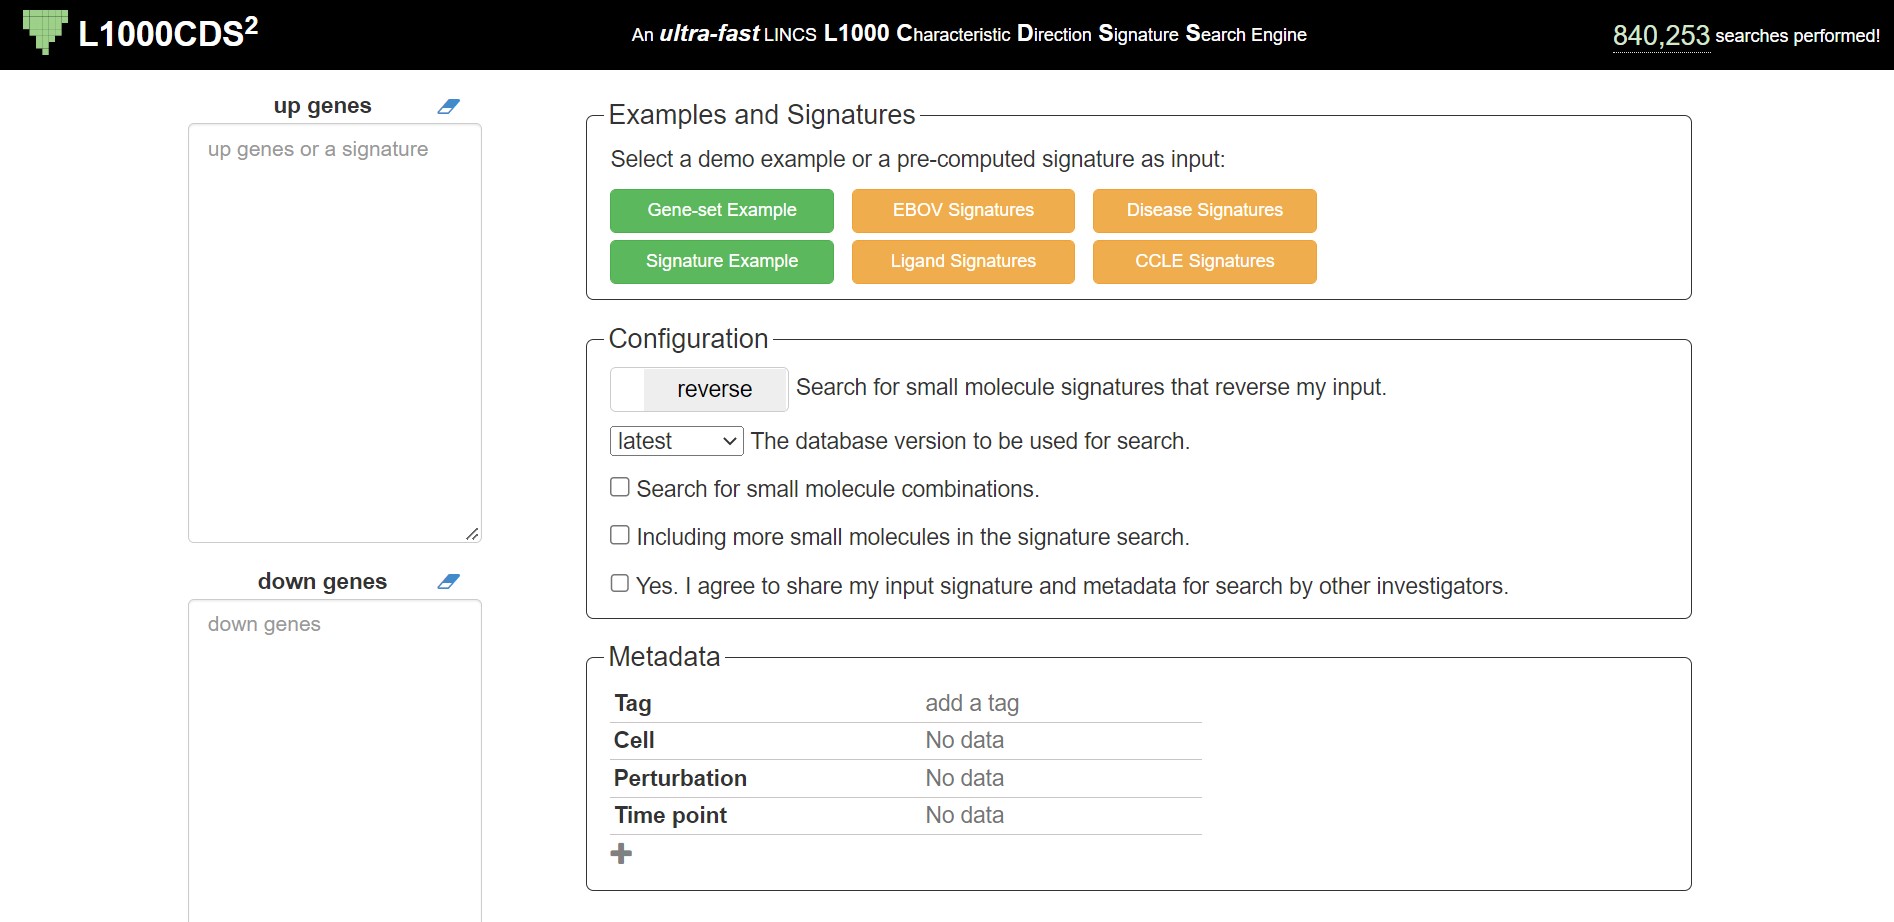 L1000CDS²
An ultra-fast LINCS L1000 Characteristic Direction Signature Search Engine
840,253 searches performed!
up genes
up genes or a signature
down genes
down genes
Examples and Signatures
Select a demo example or a pre-computed signature as input:
Gene-set Example
EBOV Signatures
Disease Signatures
Signature Example
Ligand Signatures
CCLE Signatures
Configuration
reverse Search for small molecule signatures that reverse my input.
latest The database version to be used for search.
Search for small molecule combinations.
Including more small molecules in the signature search.
Yes. I agree to share my input signature and metadata for search by other investigators.
Metadata
Tag add a tag
Cell No data
Perturbation No data
Time point No data